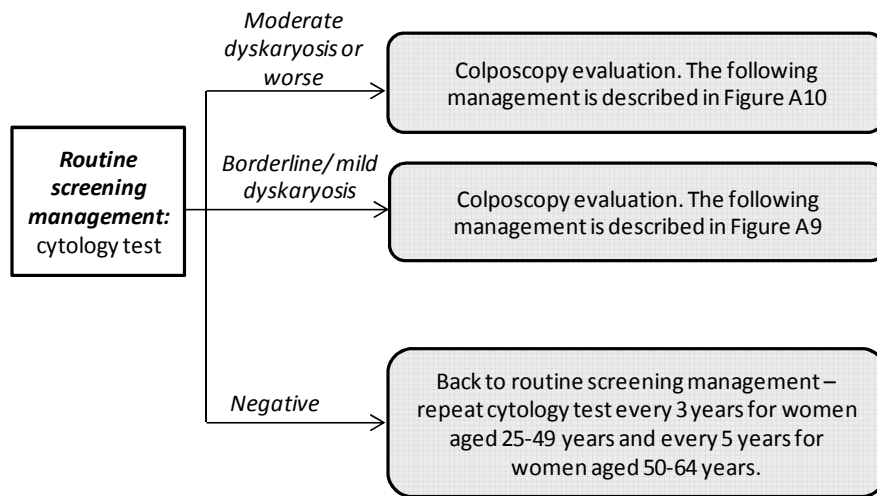 Routine
screening
management:
cytology test
Moderate
dyskaryosis or
worse
Colposcopy evaluation. The following
management is described in Figure A10
Borderline/ mild
dyskaryosis
Colposcopy evaluation. The following
management is described in Figure A9
Negative
Back to routine screening management –
repeat cytology test every 3 years for women
aged 25-49 years and every 5 years for
women aged 50-64 years.